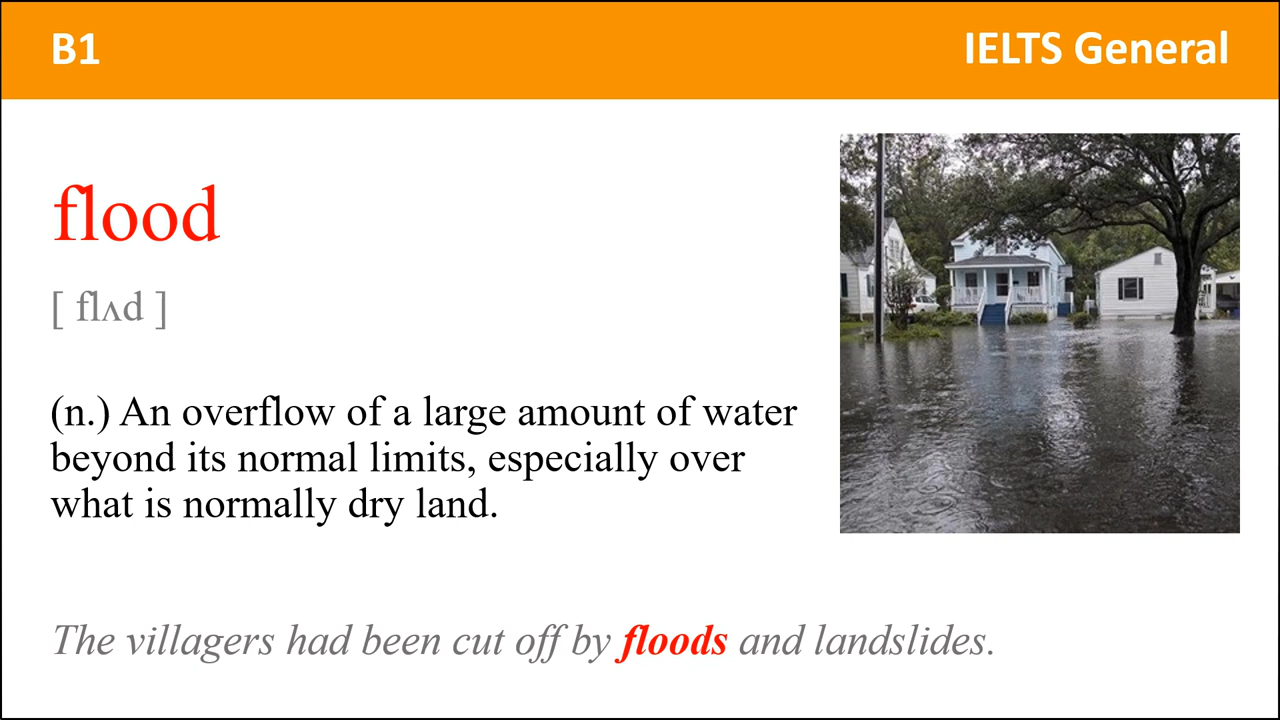 B1
IELTS General
flood
[ flʌd ]
(n.) An overflow of a large amount of water
beyond its normal limits, especially over
what is normally dry land.
The villagers had been cut off by floods and landslides.